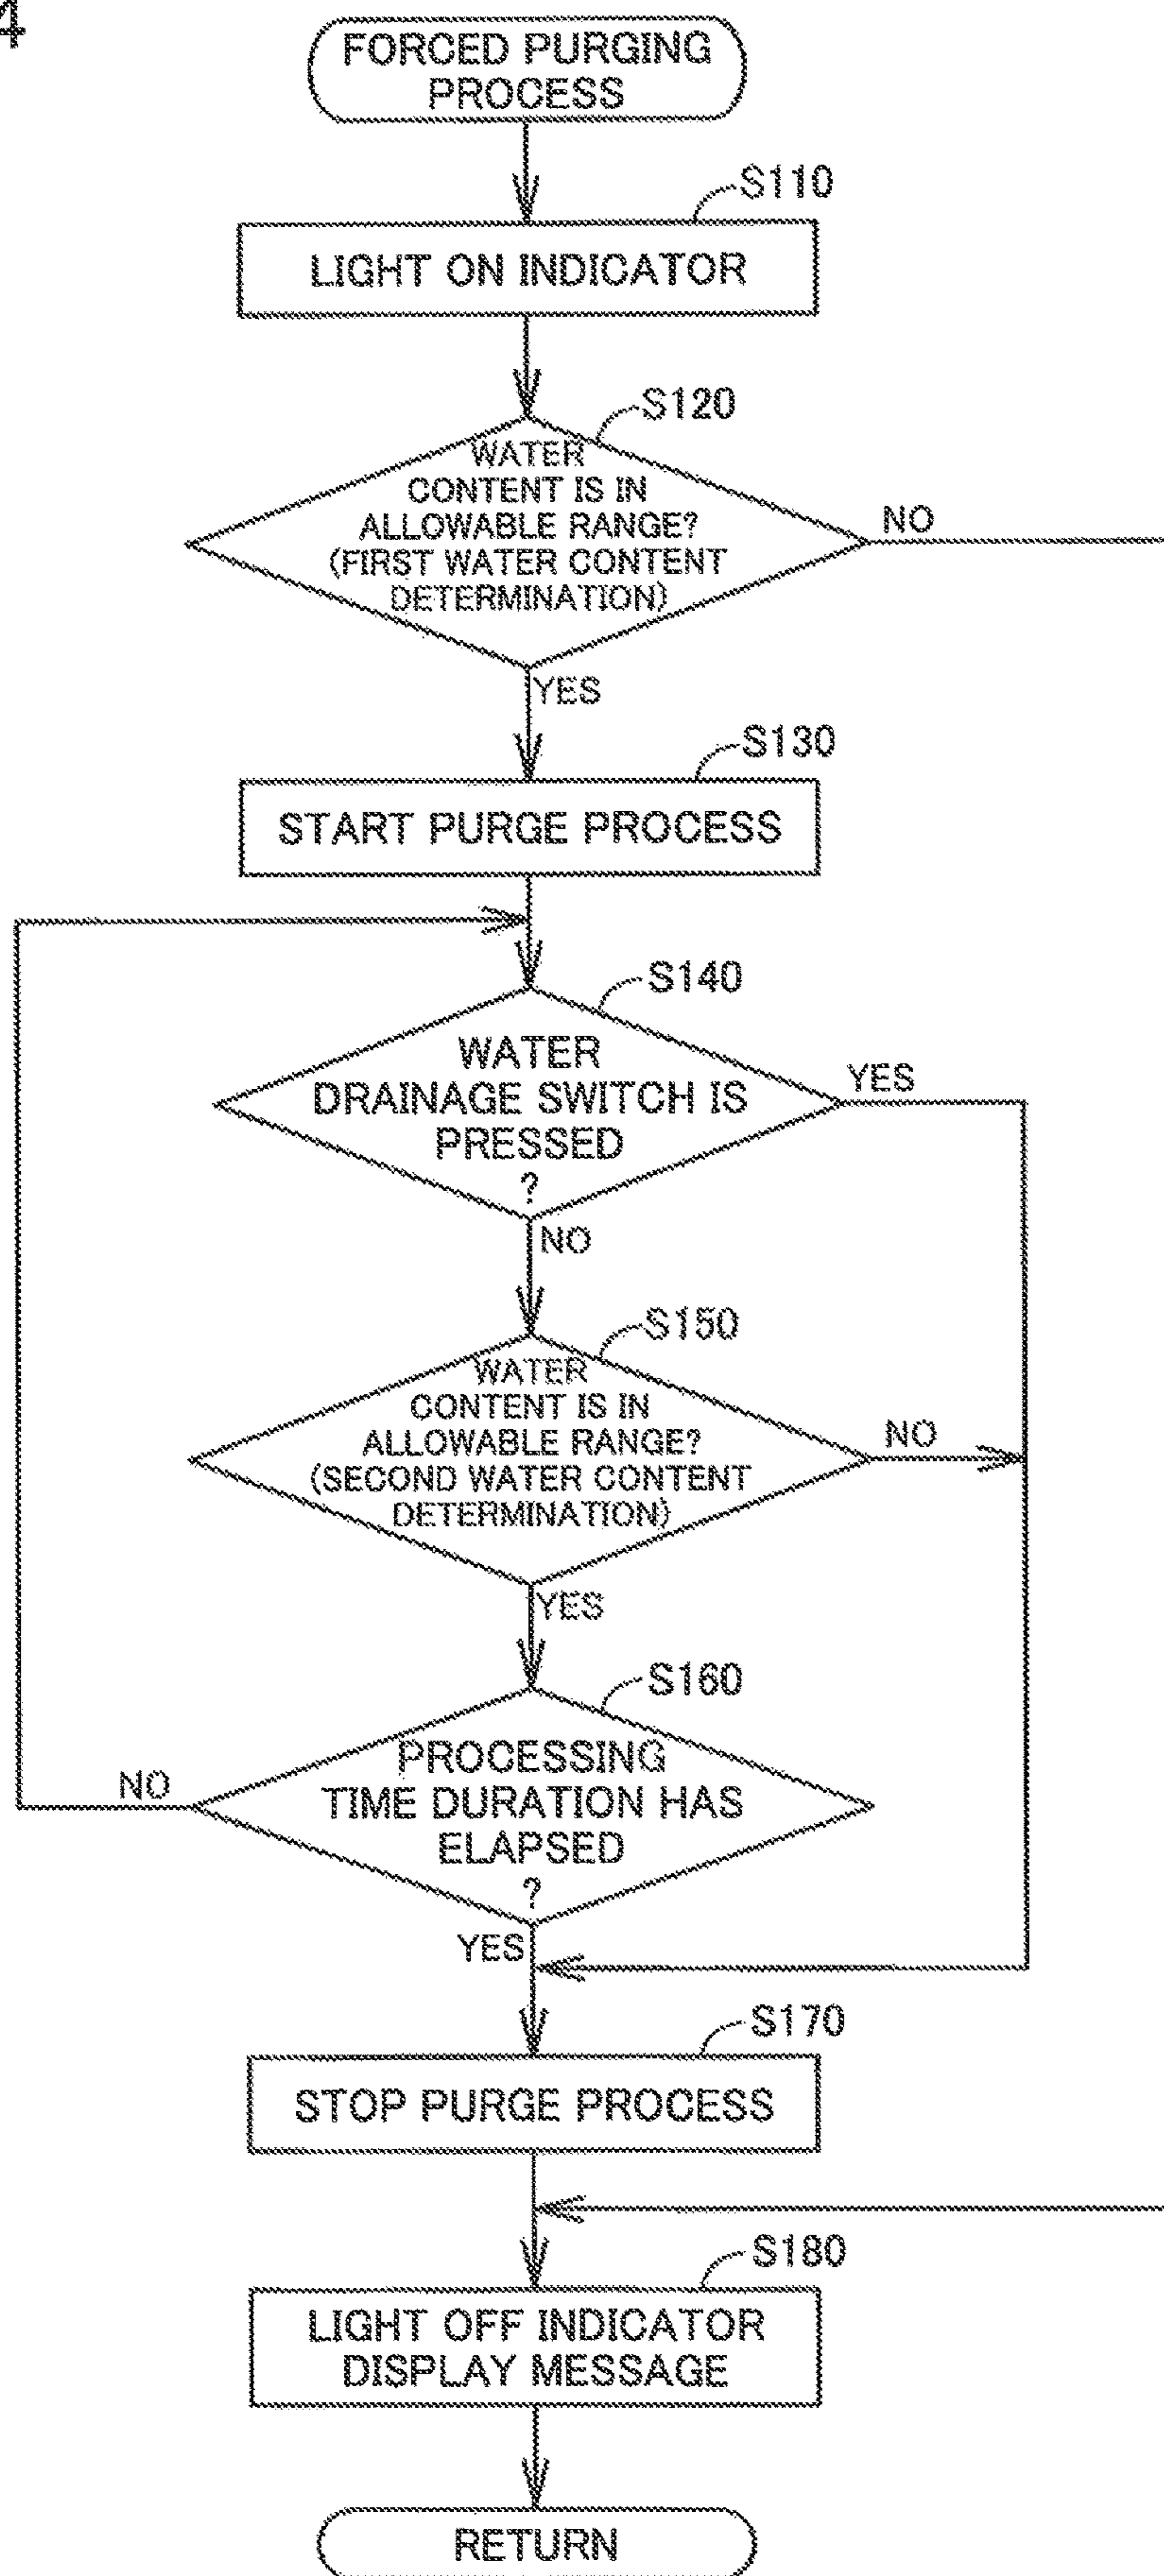 4
FORCED PURGING
PROCESS
S110
LIGHT ON INDICATOR
S120
WATER
CONTENT IS IN
ALLOWABLE RANGE?
(FIRST WATER CONTENT
DETERMINATION)
NO
YES
S130
START PURGE PROCESS
S140
WATER
DRAINAGE SWITCH IS
PRESSED
?
YES
NO
S150
WATER
CONTENT IS IN
ALLOWABLE RANGE?
(SECOND WATER CONTENT
DETERMINATION)
NO
YES
S160
PROCESSING
TIME DURATION HAS
ELAPSED
?
NO
YES
S170
STOP PURGE PROCESS
S180
LIGHT OFF INDICATOR
DISPLAY MESSAGE
RETURN